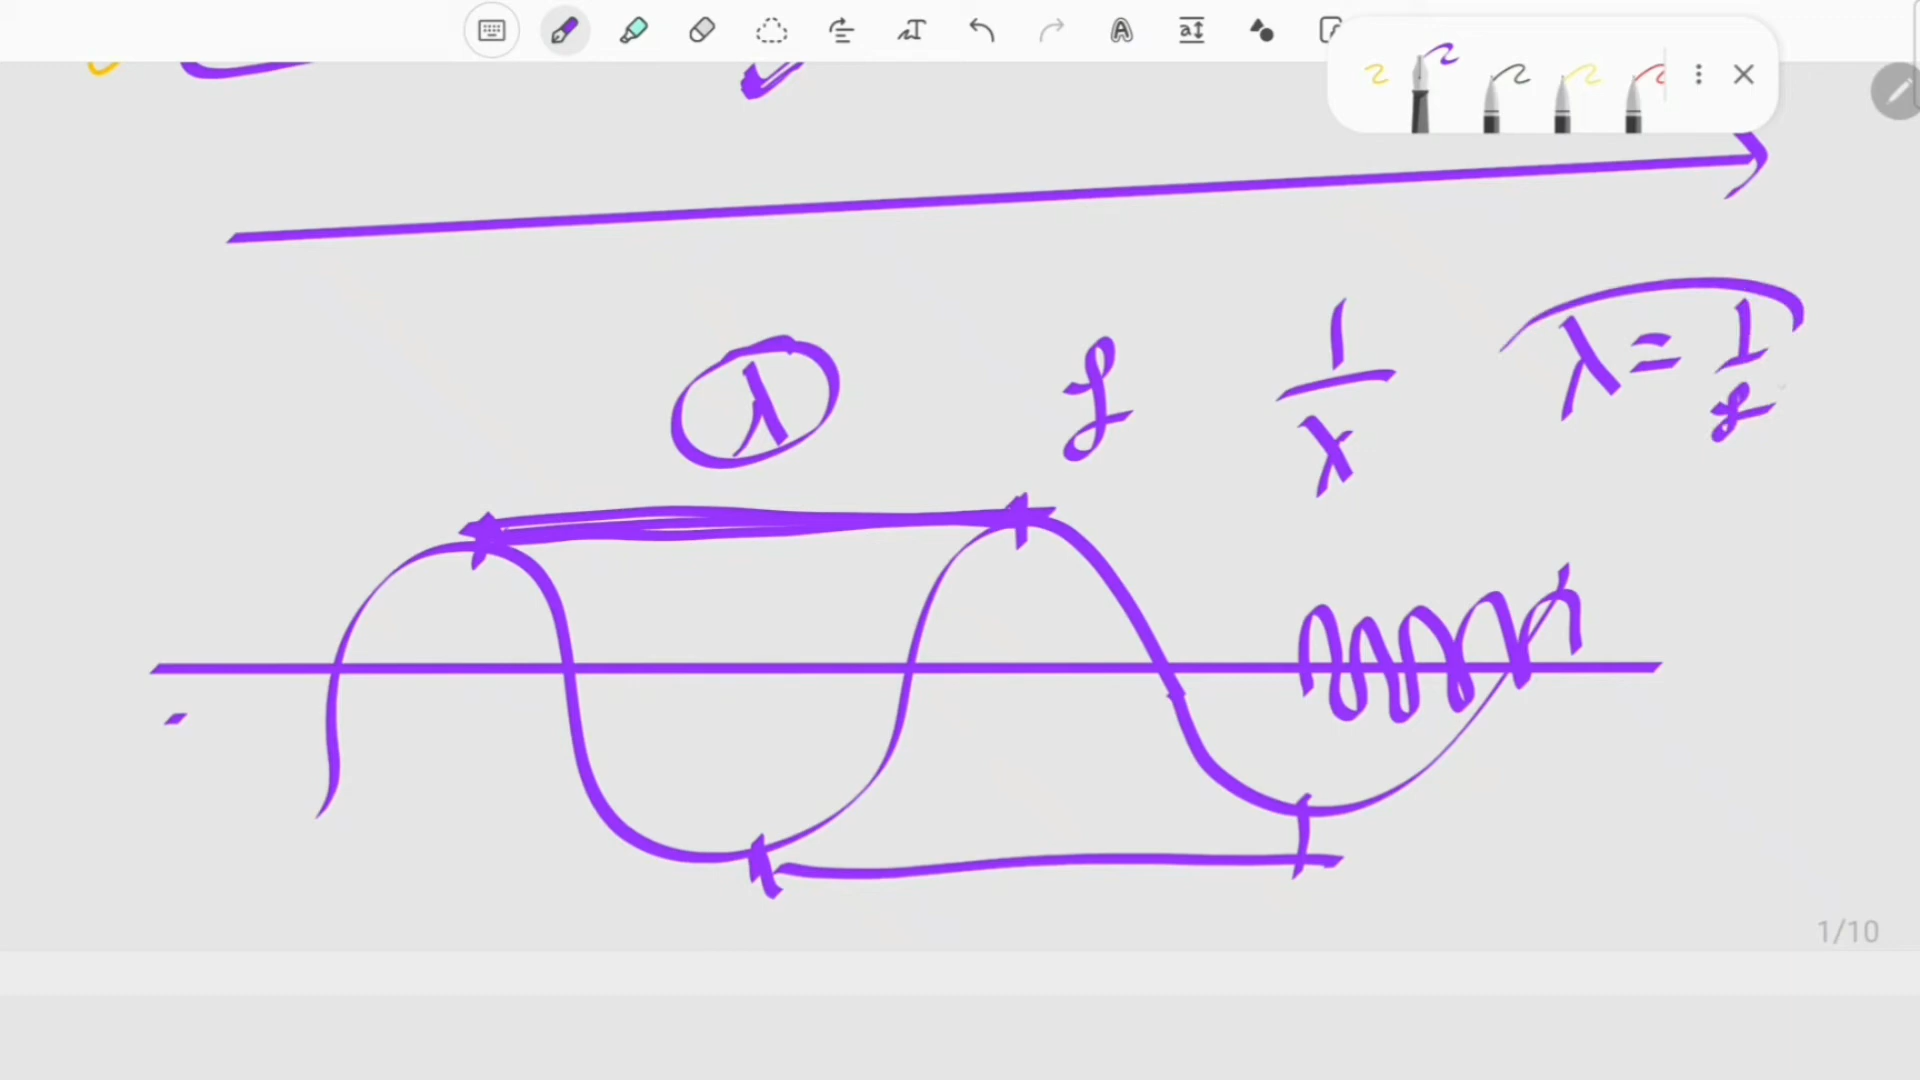 λ f 1/λ λ = 1/f
1/10